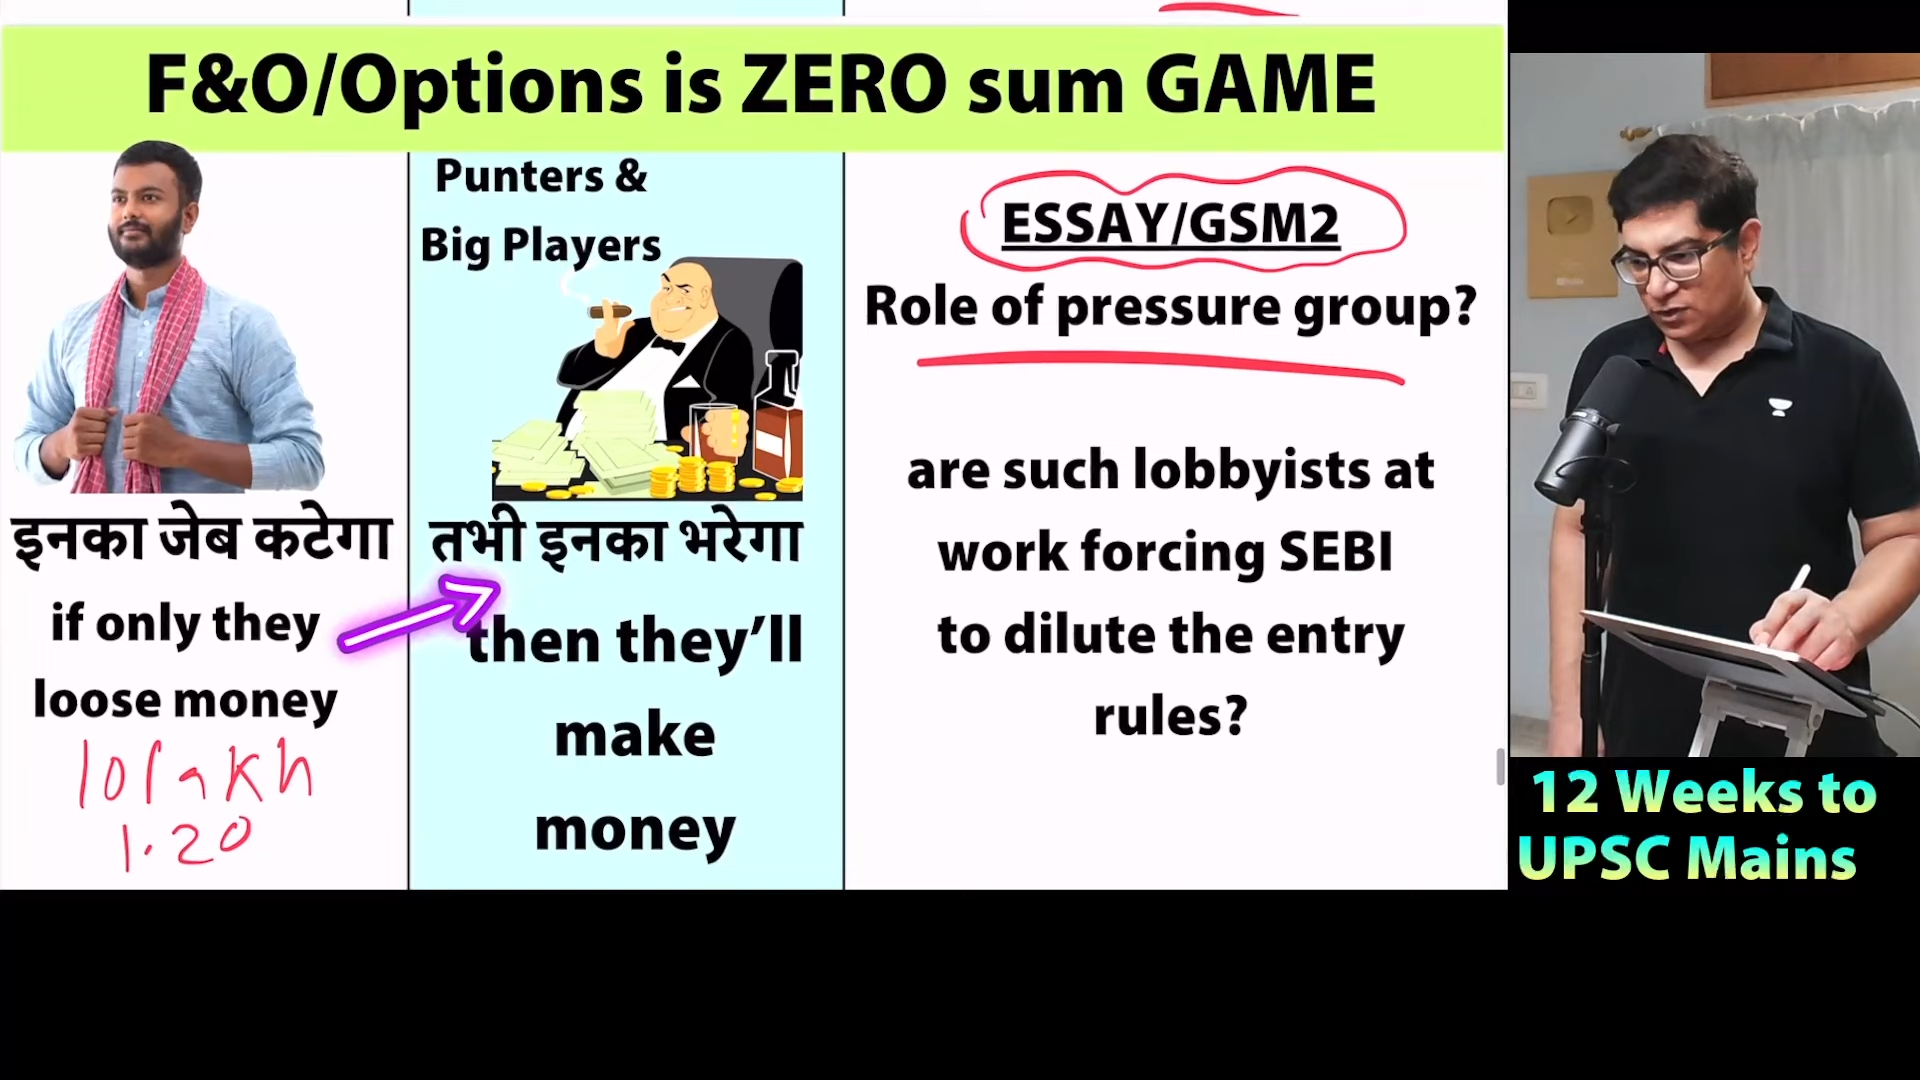 F&O/Options is ZERO sum GAME
इनका जेब कटेगा
if only they
loose money
10 lakh
1.20
Punters &
Big Players
तभी इनका भरेगा
then they'll
make
money
ESSAY/GSM2
Role of pressure group?
are such lobbyists at
work forcing SEBI
to dilute the entry
rules?
12 Weeks to
UPSC Mains